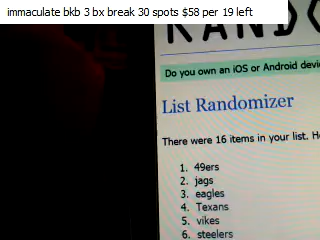 immaculate bkb 3 bx break 30 spots $58 per 19 left
Do you own an iOS or Android
List Randomizer
There were 16 items in your list.
1. 49ers
2. jags
3. eagles
4. Texans
5. vikes
6. steelers